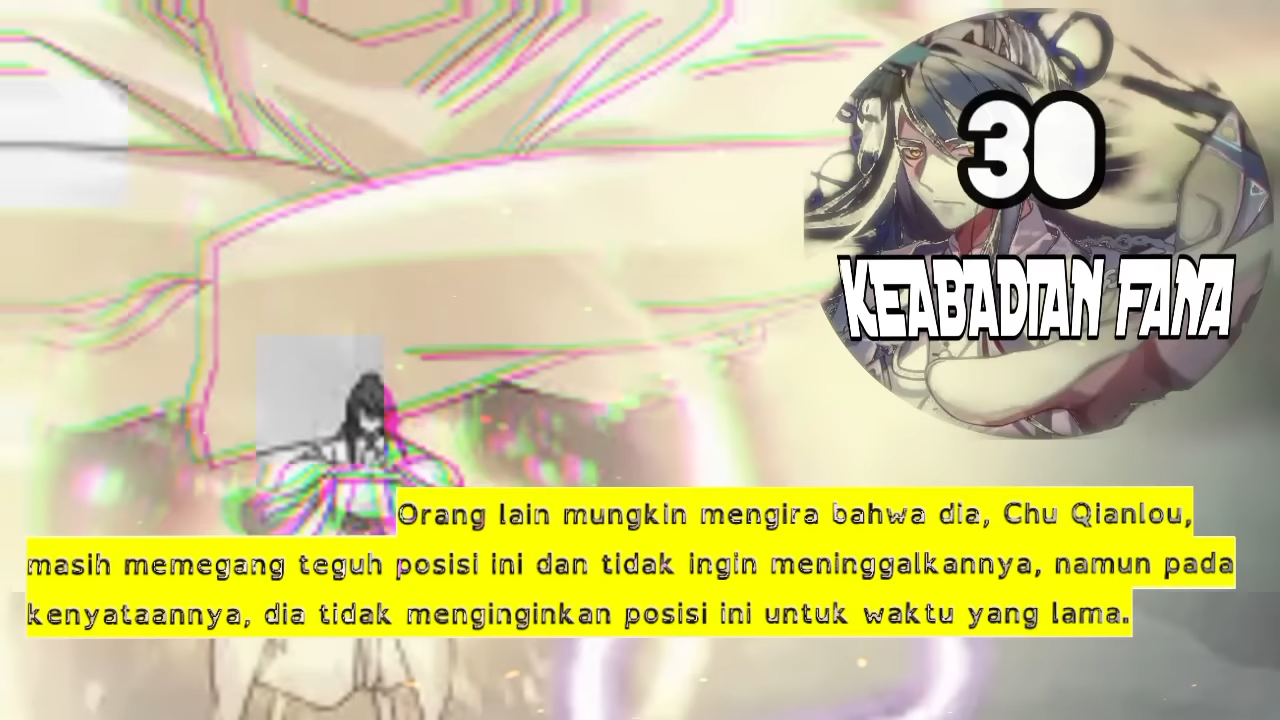 30
KEABADIAN FANA
Orang lain mungkin mengira bahwa dia, Chu Qianlou,
masih memegang teguh posisi ini dan tidak ingin meninggalkannya, namun pada
kenyataannya, dia tidak menginginkan posisi ini untuk waktu yang lama.